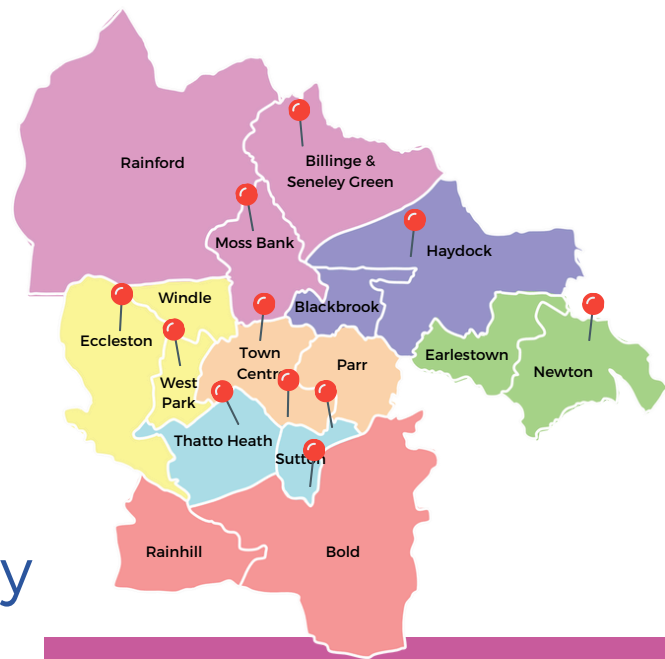 Rainford
Billinge &
Seneley Green
Moss Bank
Haydock
Windle
Blackbrook
Eccleston
Town
Centr
Parr
Earlestown
Newton
West
Park
Thatto Heath
Sutton
Rainhill
Bold
y